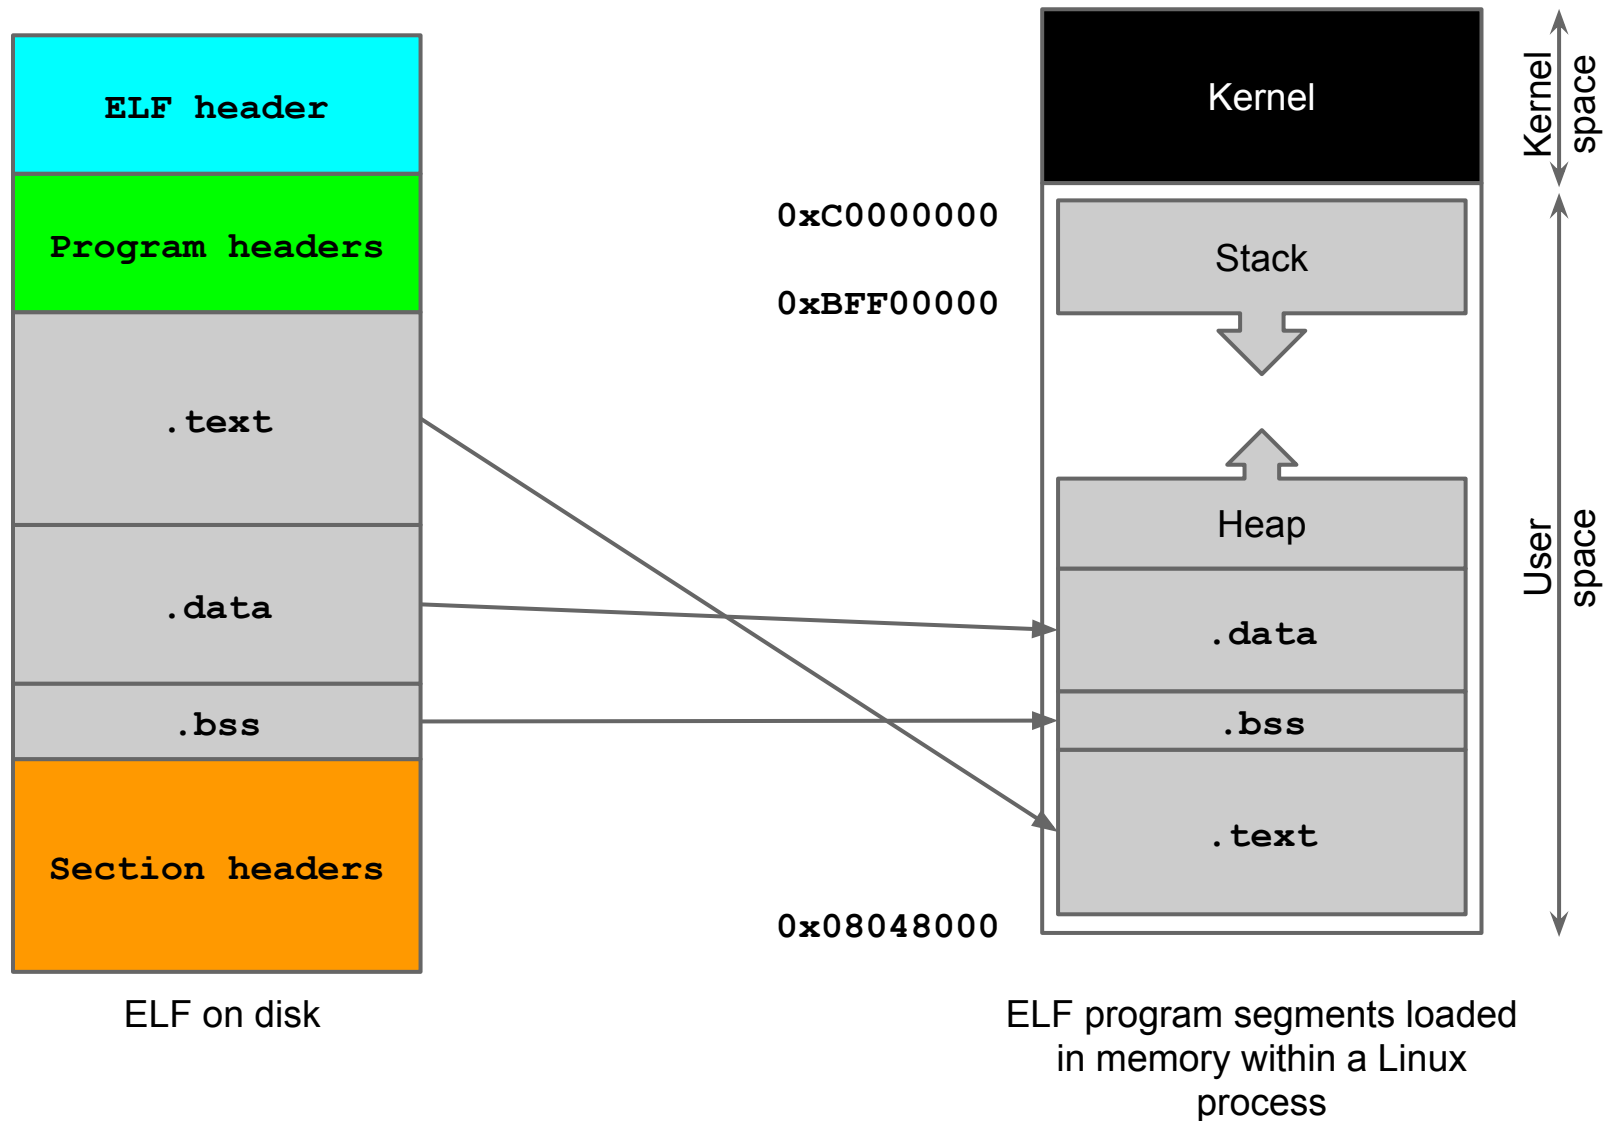 ELF header
Program headers
.text
.data
.bss
Section headers
ELF on disk
0xC0000000
0xBFF00000
0x08048000
Kernel
Stack
Heap
.data
.bss
.text
Kernel
space
User
space
ELF program segments loaded
in memory within a Linux
process